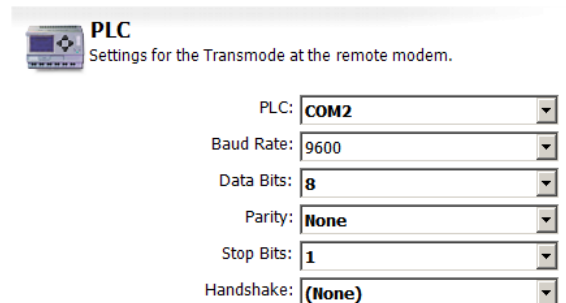 PLC
Settings for the Transmode at the remote modem.
PLC: COM2
Baud Rate: 9600
Data Bits: 8
Parity: None
Stop Bits: 1
Handshake: (None)